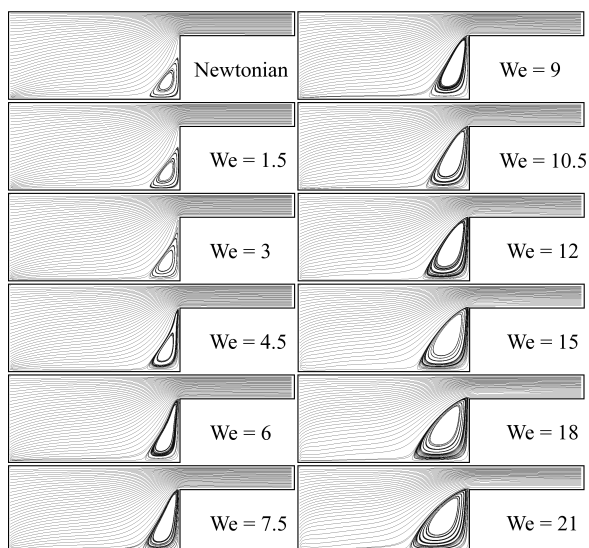 Newtonian
We = 1.5
We = 3
We = 4.5
We = 6
We = 7.5
We = 9
We = 10.5
We = 12
We = 15
We = 18
We = 21